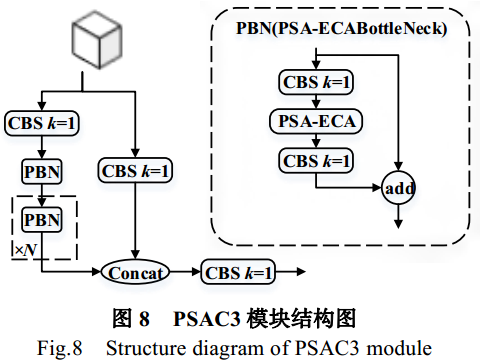 PBN(PSA-ECABottleNeck)
CBS k=1
PBN
PBN
×N
CBS k=1
Concat
CBS k=1
CBS k=1
PSA-ECA
CBS k=1
add
图 8 PSAC3 模块结构图
Fig.8 Structure diagram of PSAC3 module